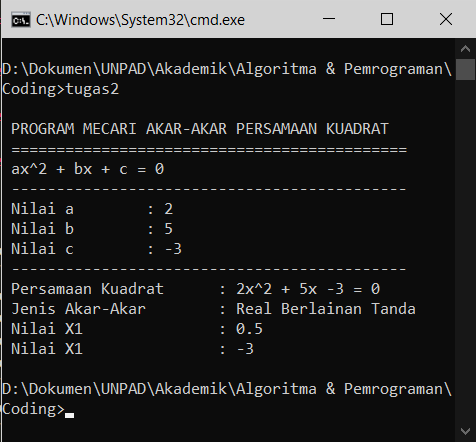 C:\Windows\System32\cmd.exe
D:\Dokumen\UNPAD\Akademik\Algoritma & Pemrograman\
Coding>tugas2
PROGRAM MECARI AKAR-AKAR PERSAMAAN KUADRAT
============================================
ax^2 + bx + c = 0
--------------------------------------------
Nilai a        : 2
Nilai b        : 5
Nilai c        : -3
--------------------------------------------
Persamaan Kuadrat      : 2x^2 + 5x -3 = 0
Jenis Akar-Akar        : Real Berlainan Tanda
Nilai X1               : 0.5
Nilai X1               : -3
D:\Dokumen\UNPAD\Akademik\Algoritma & Pemrograman\
Coding>